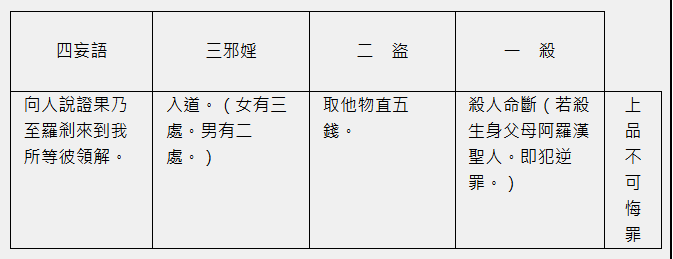 一　殺
二　盜
三邪婬
四妄語
上
品
不
可
悔
罪
殺人命斷（若殺
生身父母阿羅漢
聖人。即犯逆
罪。）
取他物直五
錢。
入道。（女有三
處。男有二
處。）
向人說證果乃
至羅剎來到我
所等彼領解。